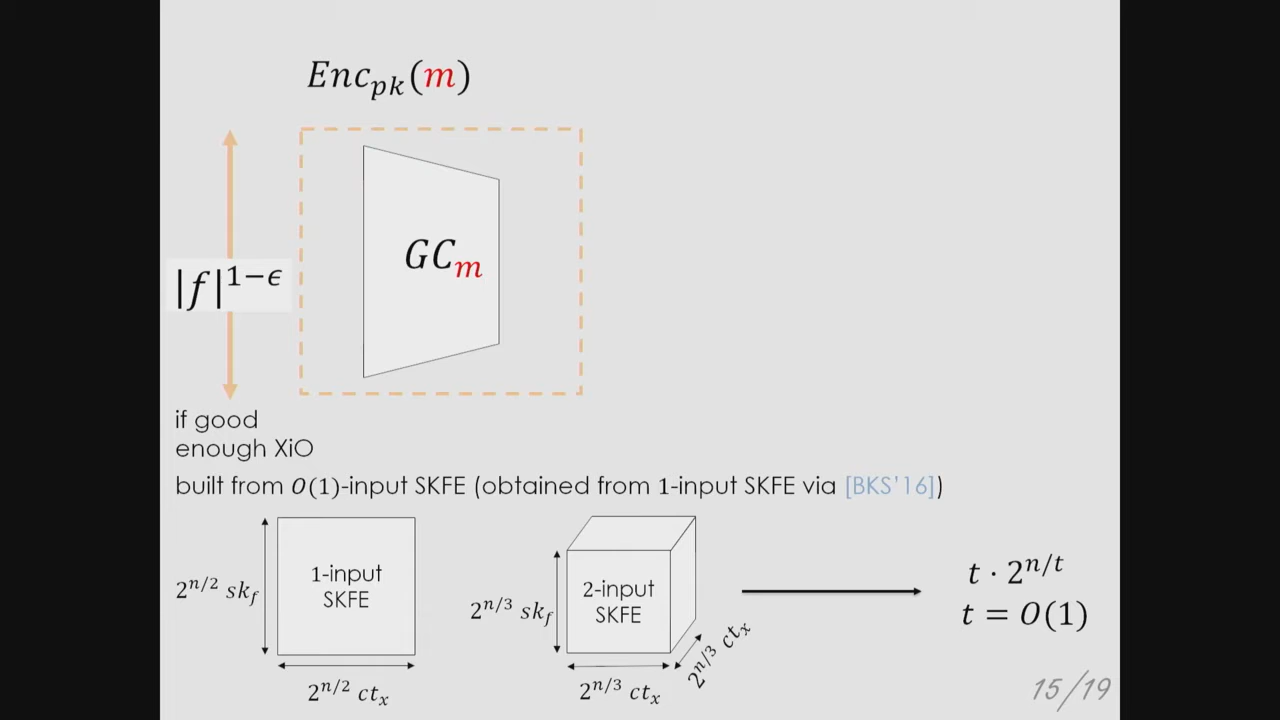 Enc_pk(m)
GC_m
|f|^{1−ϵ}
if good
enough XiO
built from O(1)-input SKFE (obtained from 1-input SKFE via [BKS'16])
2^{n/2} sk_f
1-input
SKFE
2^{n/2} ct_x
2^{n/3} sk_f
2-input
SKFE
2^{n/3} ct_x
2^{n/3} ct_x
t · 2^{n/t}
t = O(1)
15/19